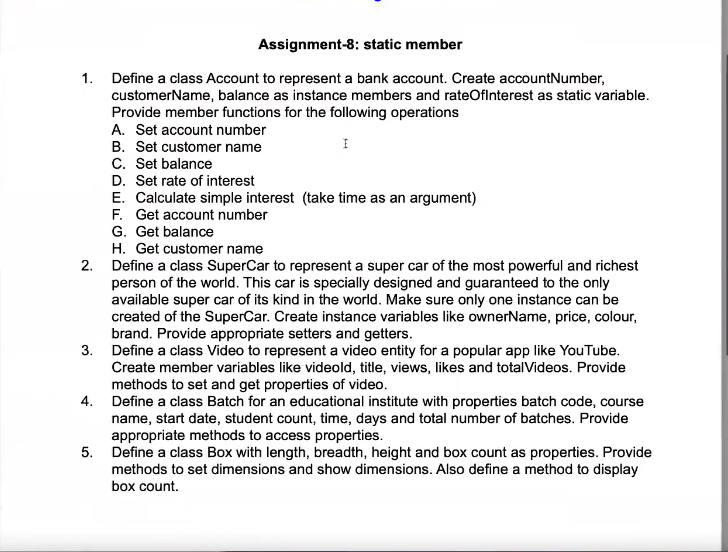 Assignment-8: static member
1. Define a class Account to represent a bank account. Create accountNumber,
customerName, balance as instance members and rateOfInterest as static variable.
Provide member functions for the following operations
A. Set account number
B. Set customer name
C. Set balance
D. Set rate of interest
E. Calculate simple interest (take time as an argument)
F. Get account number
G. Get balance
H. Get customer name
2. Define a class SuperCar to represent a super car of the most powerful and richest
person of the world. This car is specially designed and guaranteed to the only
available super car of its kind in the world. Make sure only one instance can be
created of the SuperCar. Create instance variables like ownerName, price, colour,
brand. Provide appropriate setters and getters.
3. Define a class Video to represent a video entity for a popular app like YouTube.
Create member variables like videoId, title, views, likes and totalVideos. Provide
methods to set and get properties of video.
4. Define a class Batch for an educational institute with properties batch code, course
name, start date, student count, time, days and total number of batches. Provide
appropriate methods to access properties.
5. Define a class Box with length, breadth, height and box count as properties. Provide
methods to set dimensions and show dimensions. Also define a method to display
box count.